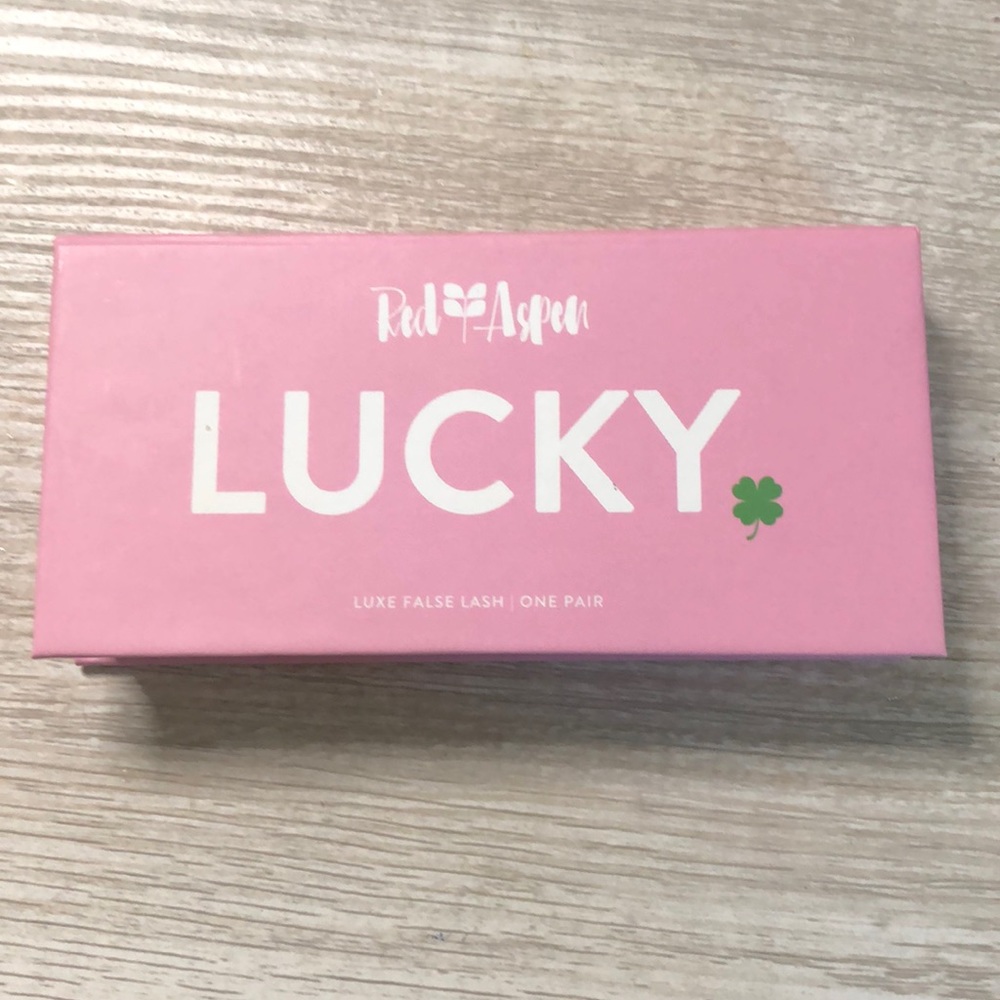 Red Aspen
LUCKY
LUXE FALSE LASH | ONE PAIR